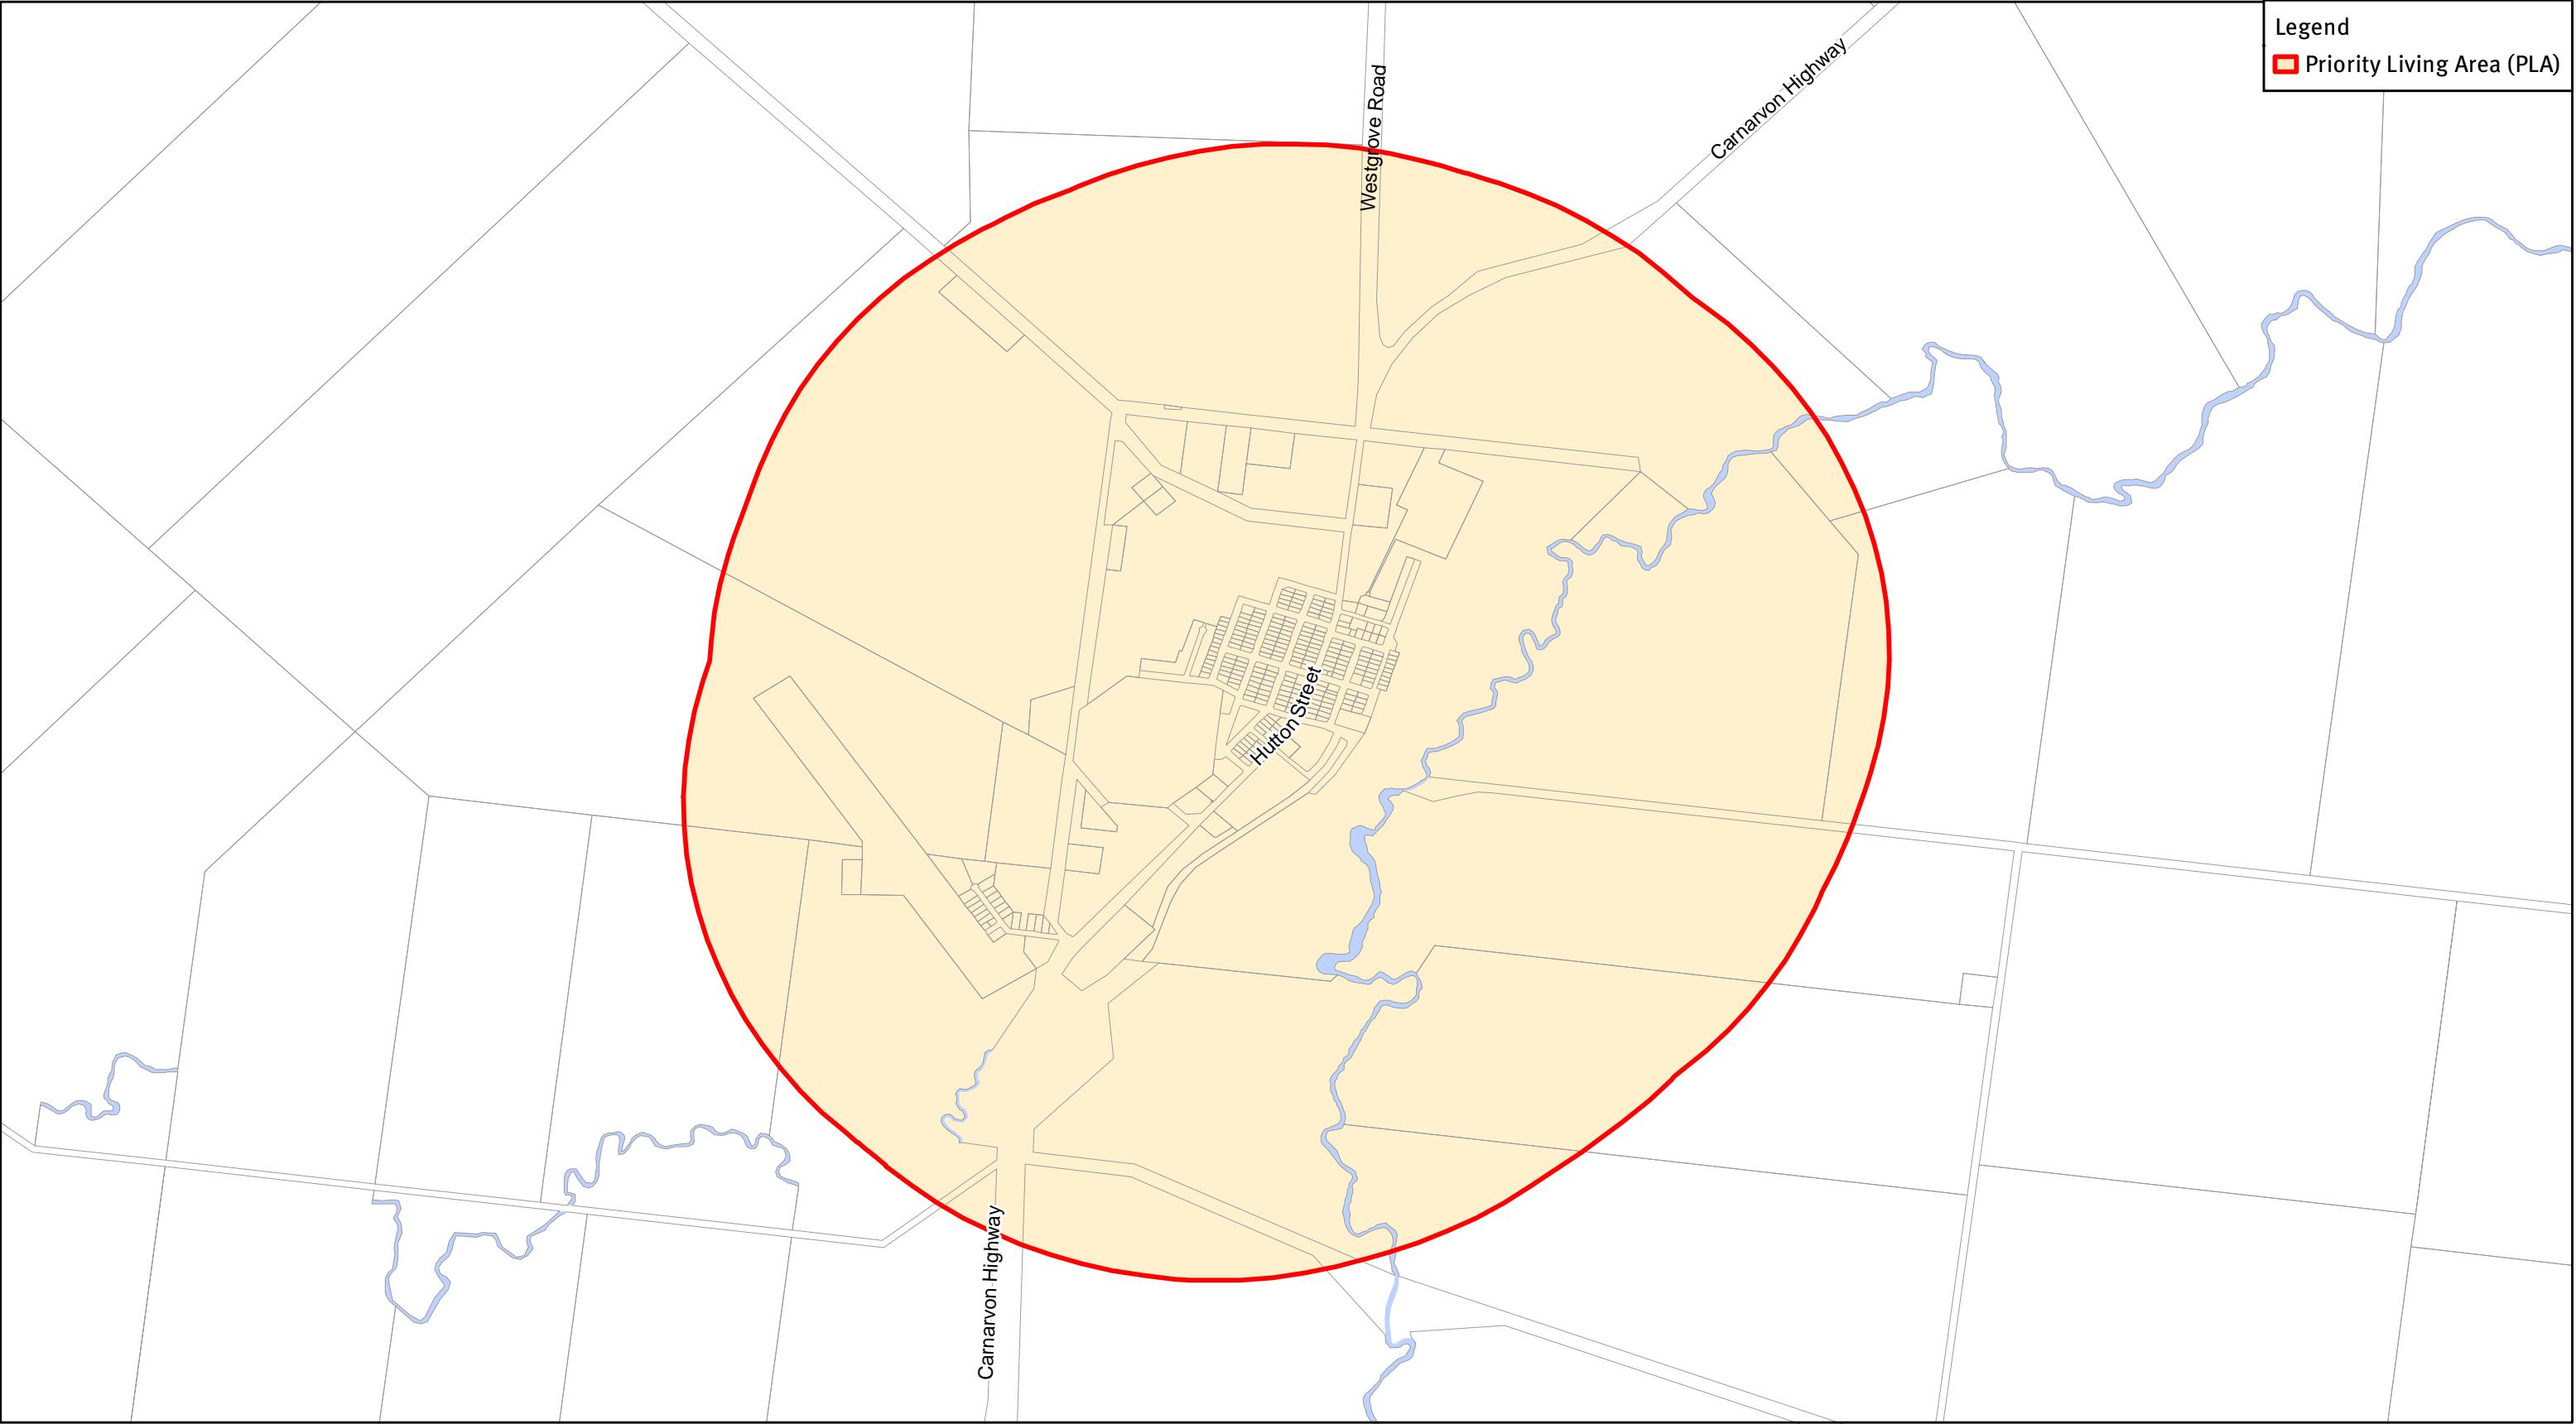 Legend
Priority Living Area (PLA)
Westgrove Road
Carnarvon Highway
Hutton Street
Carnarvon Highway